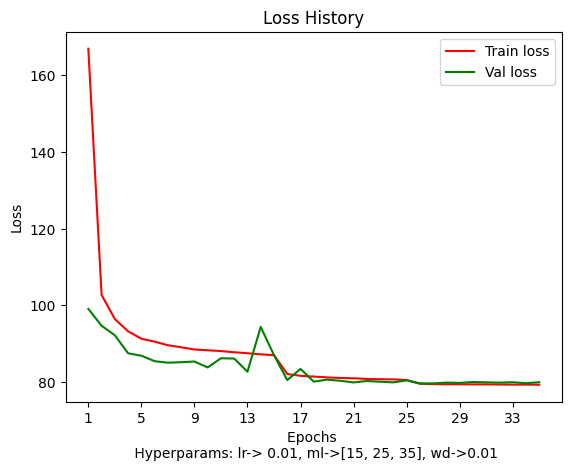 Loss History
Train loss
Val loss
160
140
120
100
80
Loss
1 5 9 13 17 21 25 29 33
Epochs
Hyperparams: lr-> 0.01, ml->[15, 25, 35], wd->0.01